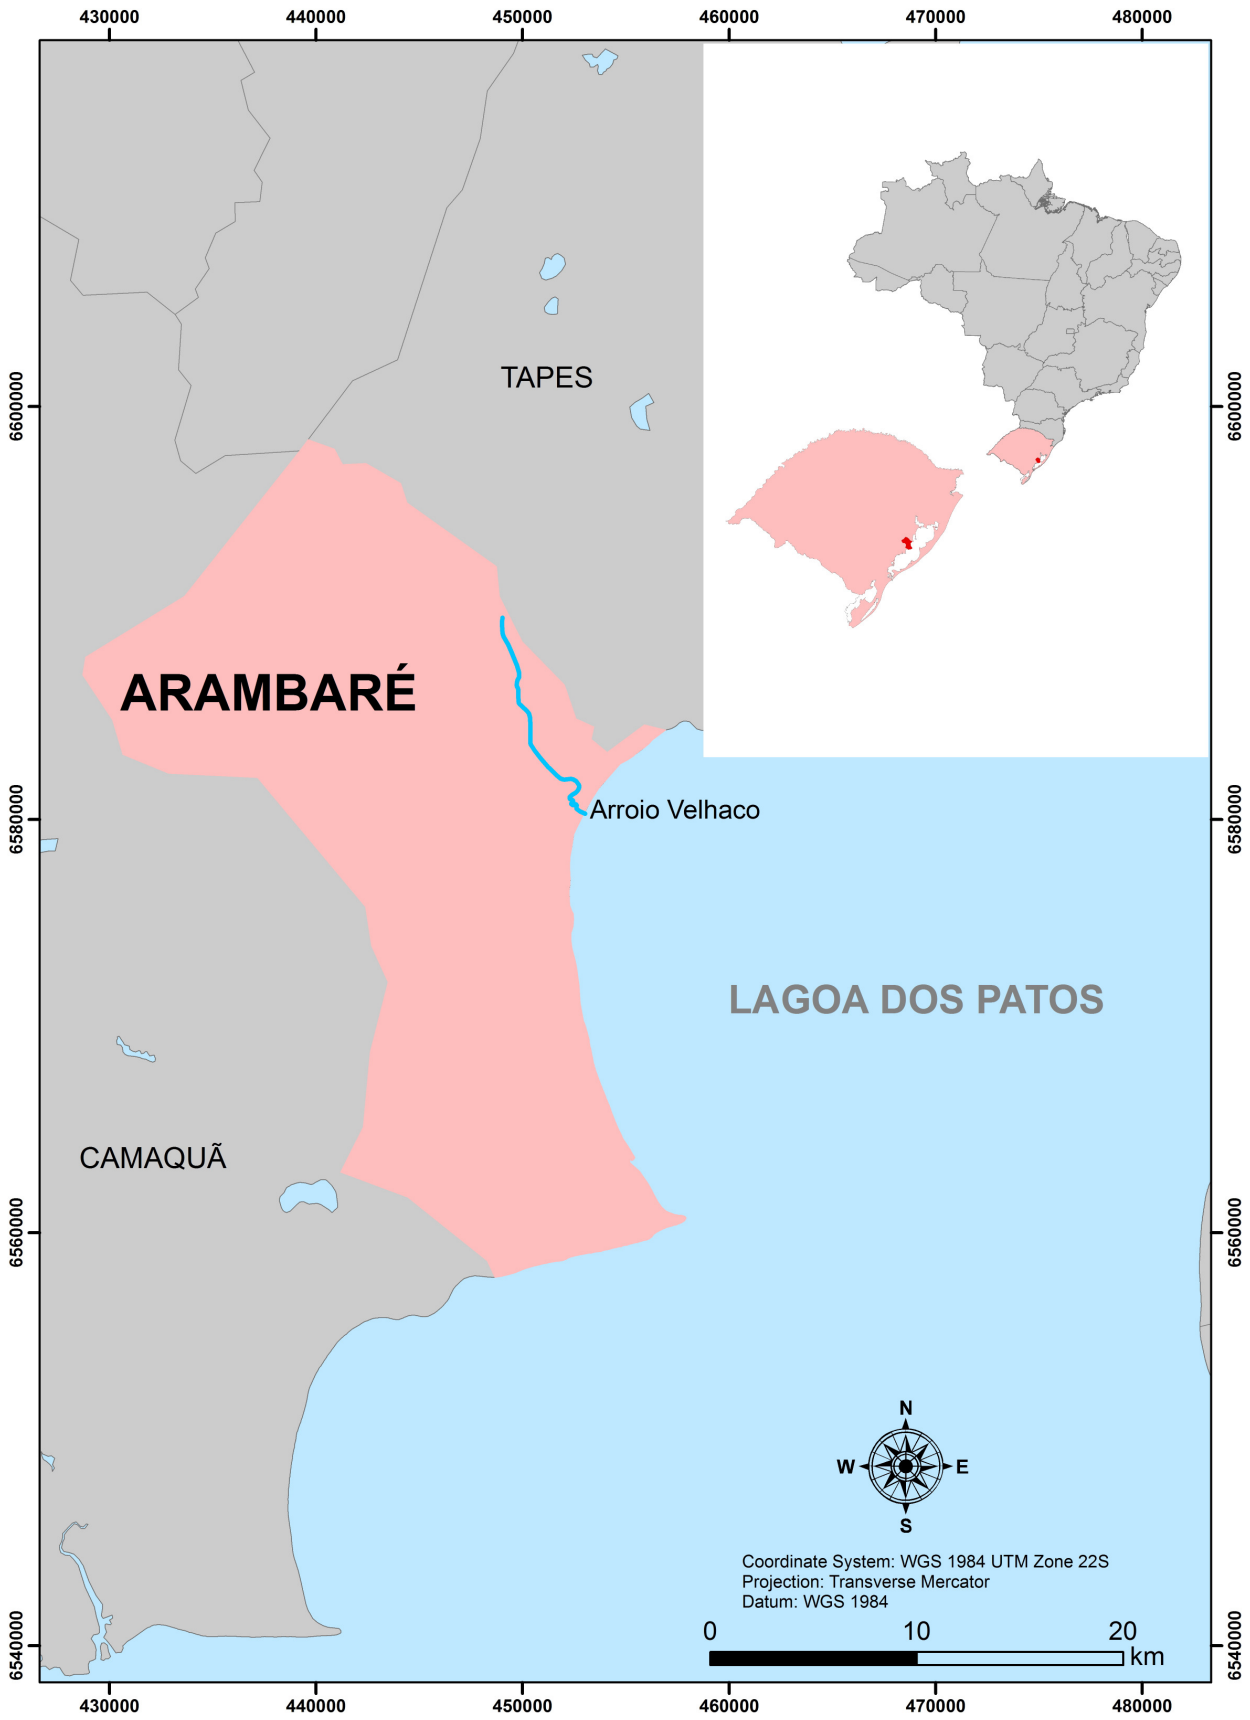 430000 440000 450000 460000 470000 480000
TAPES
6600000 6600000
ARAMBARÉ
Arroio Velhaco
6580000 6580000
LAGOA DOS PATOS
CAMAQUÃ
6560000 6560000
N
W E
S
Coordinate System: WGS 1984 UTM Zone 22S
Projection: Transverse Mercator
Datum: WGS 1984
0 10 20
km
6540000 6540000
430000 440000 450000 460000 470000 480000